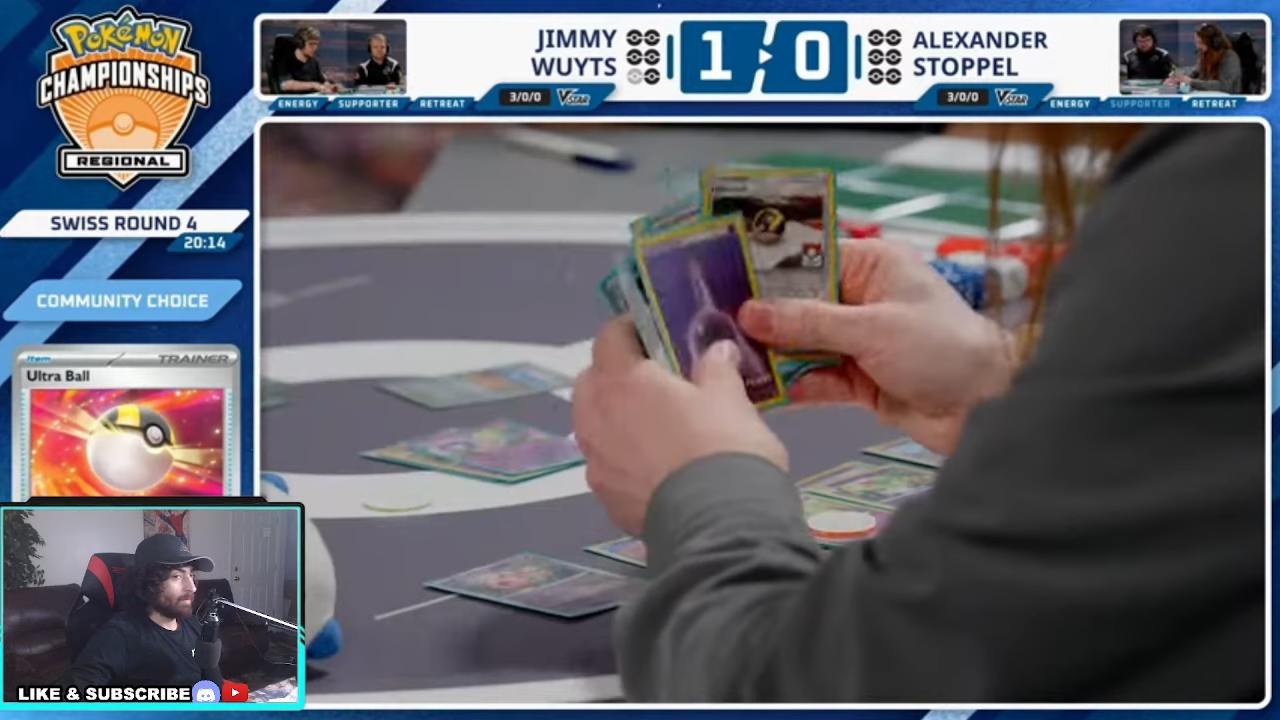 Pokémon
CHAMPIONSHIPS
REGIONAL
JIMMY
WUYTS
1
0
ALEXANDER
STOPPEL
ENERGY
SUPPORTER
RETREAT
3/0/0
VSTAR
3/0/0
VSTAR
ENERGY
SUPPORTER
RETREAT
SWISS ROUND 4
20:14
COMMUNITY CHOICE
Item
TRAINER
Ultra Ball
LIKE & SUBSCRIBE